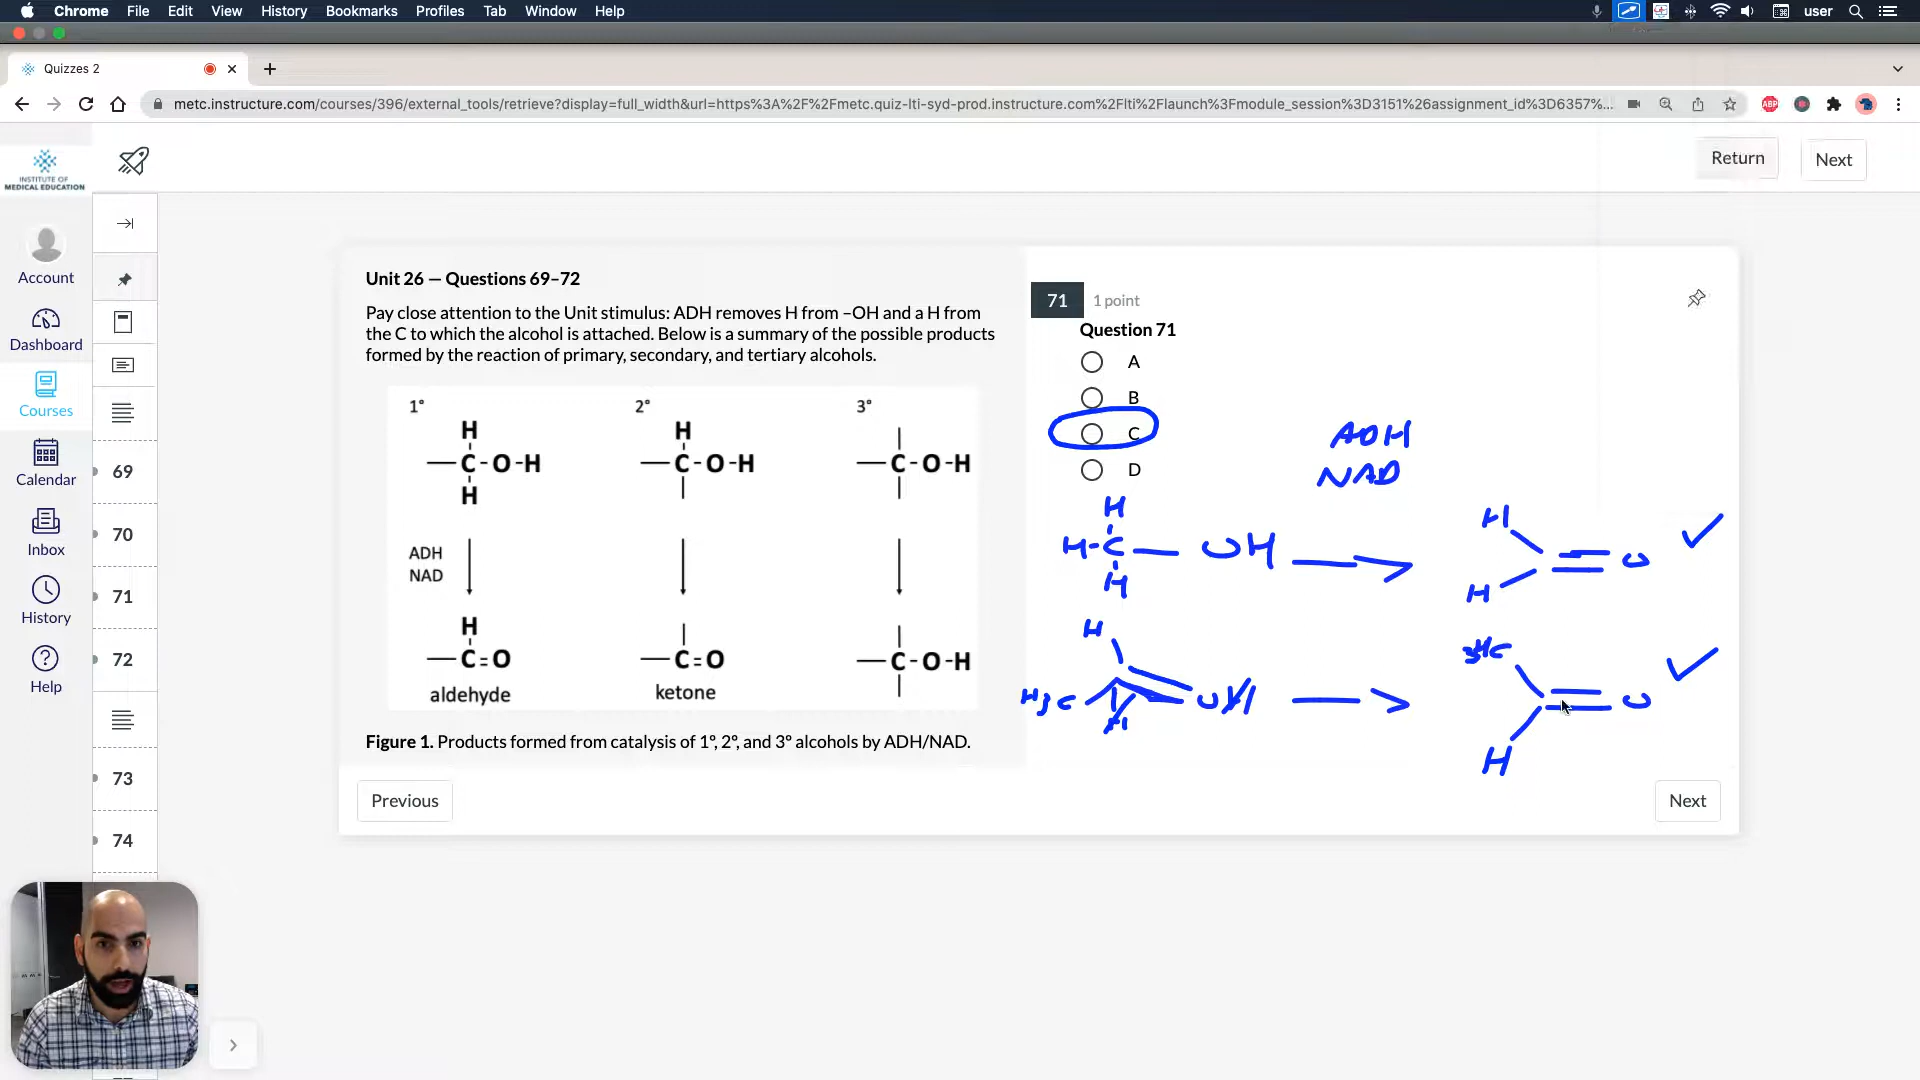 Chrome File Edit View History Bookmarks Profiles Tab Window Help user
Quizzes 2
metc.instructure.com/courses/396/external_tools/retrieve?display=full_width&url=https%3A%2F%2Fmetc.quiz-lti-syd-prod.instructure.com%2Flti%2Flaunch%3Fmodule_session%3D3151%26assignment_id%3D6357%...
ABP
INSTITUTE OF
MEDICAL EDUCATION
Return
Next
Account
Dashboard
Courses
Calendar
Inbox
History
Help
69
70
71
72
73
74
Unit 26 — Questions 69–72
Pay close attention to the Unit stimulus: ADH removes H from –OH and a H from
the C to which the alcohol is attached. Below is a summary of the possible products
formed by the reaction of primary, secondary, and tertiary alcohols.
1° 2° 3°
H H
C-O-H C-O-H C-O-H
H
ADH
NAD
H
C=O C=O C-O-H
aldehyde ketone
Figure 1. Products formed from catalysis of 1°, 2°, and 3° alcohols by ADH/NAD.
Previous
71 1 point
Question 71
A
B
C
D
ADH
NAD
H
H-C-OH
H
H
H
O
H
H
H3C
OH
H
O
H
Next